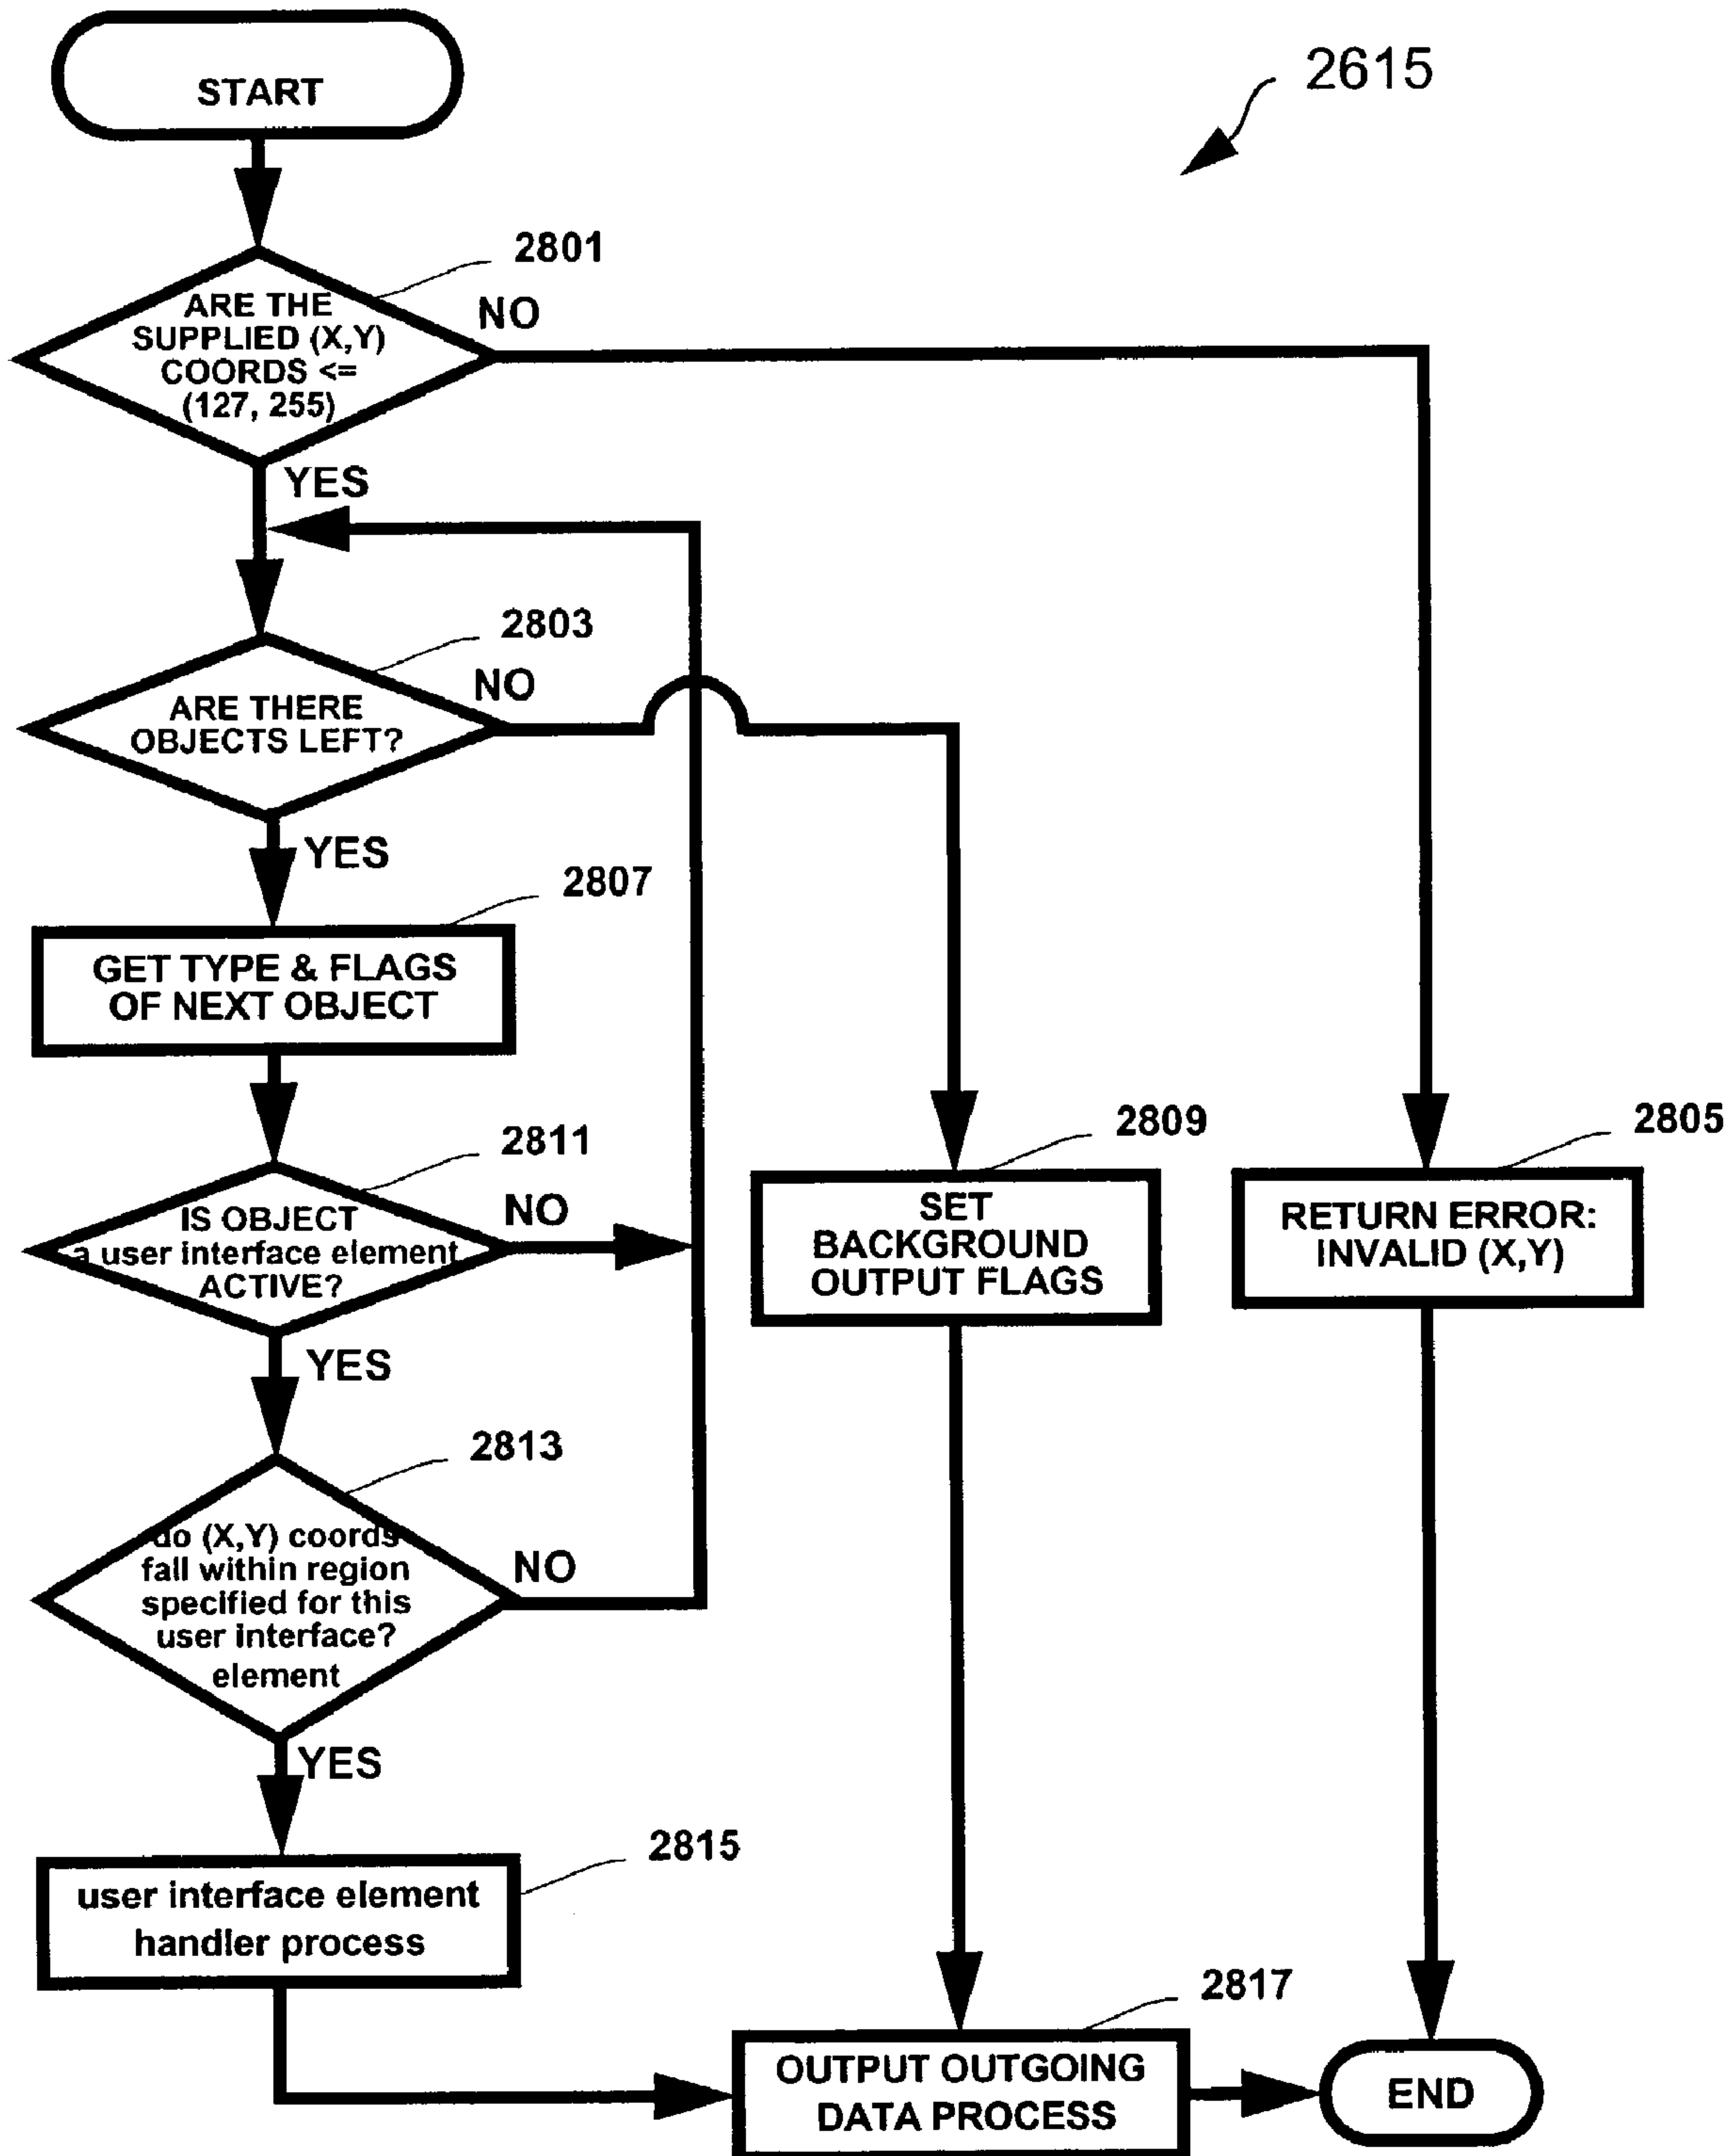 START
2615
2801
ARE THE
SUPPLIED (X,Y)
COORDS <=
(127, 255)
NO
YES
2803
ARE THERE
OBJECTS LEFT?
NO
YES
2807
GET TYPE & FLAGS
OF NEXT OBJECT
2811
IS OBJECT
a user interface element
ACTIVE?
NO
YES
2809
SET
BACKGROUND
OUTPUT FLAGS
2805
RETURN ERROR:
INVALID (X,Y)
2813
do (X,Y) coords
fall within region
specified for this
user interface?
element
NO
YES
2815
user interface element
handler process
2817
OUTPUT OUTGOING
DATA PROCESS
END